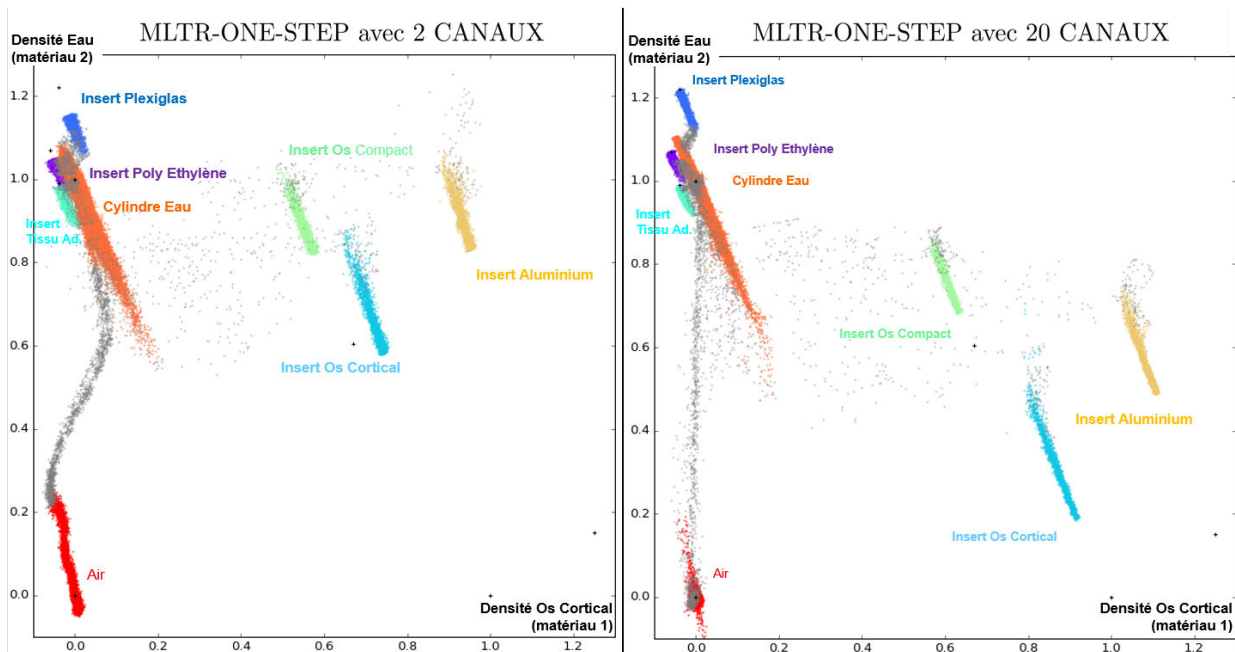 MLTR-ONE-STEP avec 2 CANAUX
Densité Eau
(matériau 2)
1.2
1.0
0.8
0.6
0.4
0.2
0.0
Insert Plexiglas
Insert Os Compact
Insert Poly Ethylène
Cylindre Eau
Insert
Tissu Ad.
Insert Aluminium
Insert Os Cortical
Air
Densité Os Cortical
(matériau 1)
0.0 0.2 0.4 0.6 0.8 1.0 1.2
MLTR-ONE-STEP avec 20 CANAUX
Densité Eau
(matériau 2)
1.2
1.0
0.8
0.6
0.4
0.2
0.0
Insert Plexiglas
Insert Poly Ethylène
Cylindre Eau
Insert
Tissu Ad.
Insert Os Compact
Insert Aluminium
Insert Os Cortical
Air
Densité Os Cortical
(matériau 1)
0.0 0.2 0.4 0.6 0.8 1.0 1.2